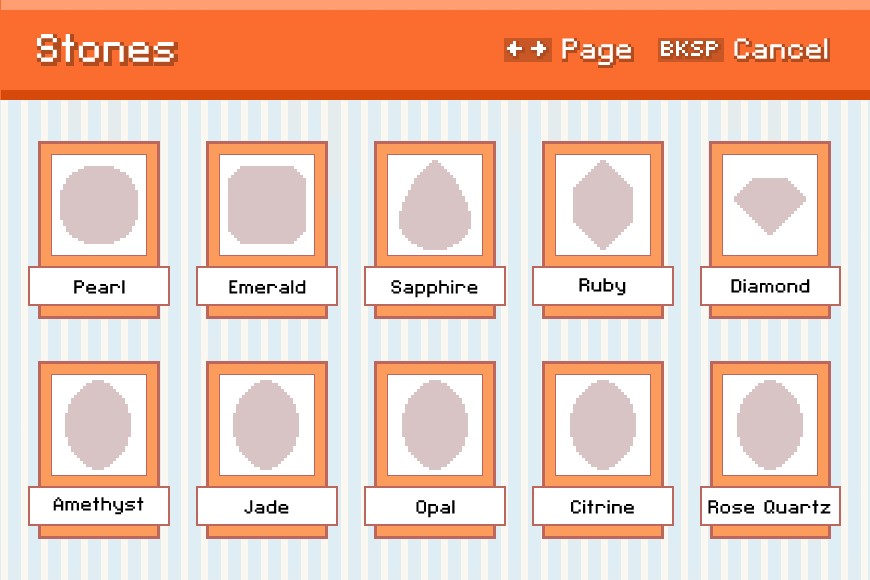 Stones
Page
BKSP Cancel
Pearl
Emerald
Sapphire
Ruby
Diamond
Amethyst
Jade
Opal
Citrine
Rose Quartz